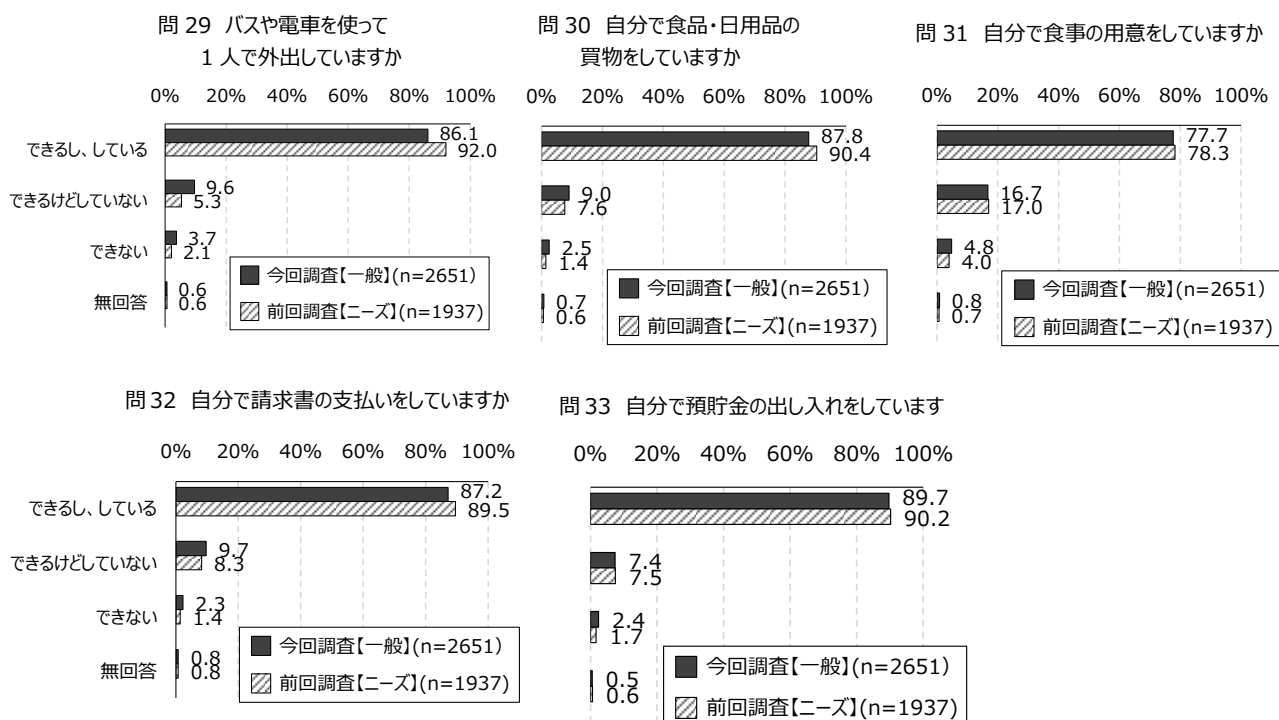 問 29 バスや電車を使って
1 人で外出していますか
0% 20% 40% 60% 80% 100%
できるし、している
86.1
92.0
できるけどしていない
9.6
5.3
できない
3.7
2.1
無回答
0.6
0.6
今回調査【一般】(n=2651)
前回調査【ニーズ】(n=1937)
問 30 自分で食品・日用品の
買物をしていますか
0% 20% 40% 60% 80% 100%
87.8
90.4
9.0
7.6
2.5
1.4
0.7
0.6
今回調査【一般】(n=2651)
前回調査【ニーズ】(n=1937)
問 31 自分で食事の用意をしていますか
0% 20% 40% 60% 80% 100%
77.7
78.3
16.7
17.0
4.8
4.0
0.8
0.7
今回調査【一般】(n=2651)
前回調査【ニーズ】(n=1937)
問 32 自分で請求書の支払いをしていますか
0% 20% 40% 60% 80% 100%
できるし、している
87.2
89.5
できるけどしていない
9.7
8.3
できない
2.3
1.4
無回答
0.8
0.8
今回調査【一般】(n=2651)
前回調査【ニーズ】(n=1937)
問 33 自分で預貯金の出し入れをしています
0% 20% 40% 60% 80% 100%
89.7
90.2
7.4
7.5
2.4
1.7
0.5
0.6
今回調査【一般】(n=2651)
前回調査【ニーズ】(n=1937)